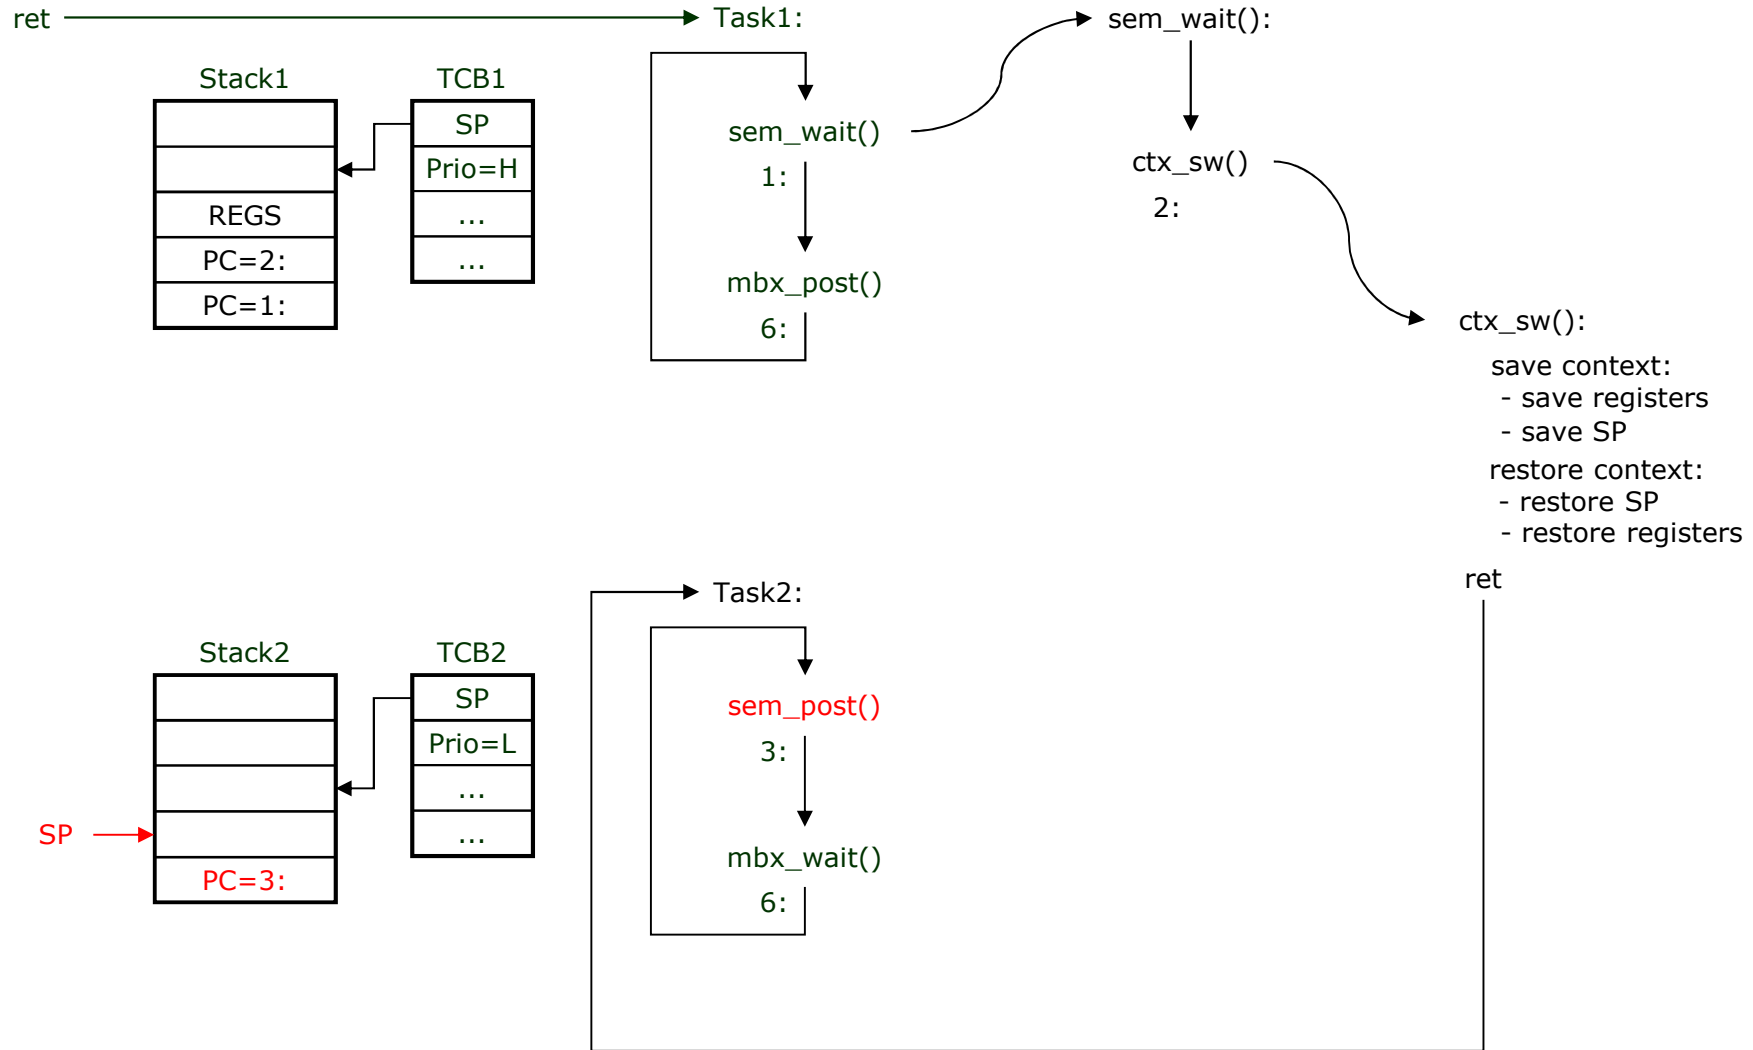 ret
Task1:
sem_wait():
Stack1
TCB1
SP
sem_wait()
Prio=H
1:
ctx_sw()
REGS
...
2:
PC=2:
...
mbx_post()
PC=1:
6:
ctx_sw():
save context:
- save registers
- save SP
restore context:
- restore SP
- restore registers
ret
Task2:
Stack2
TCB2
SP
sem_post()
Prio=L
3:
...
SP
...
mbx_wait()
PC=3:
6: